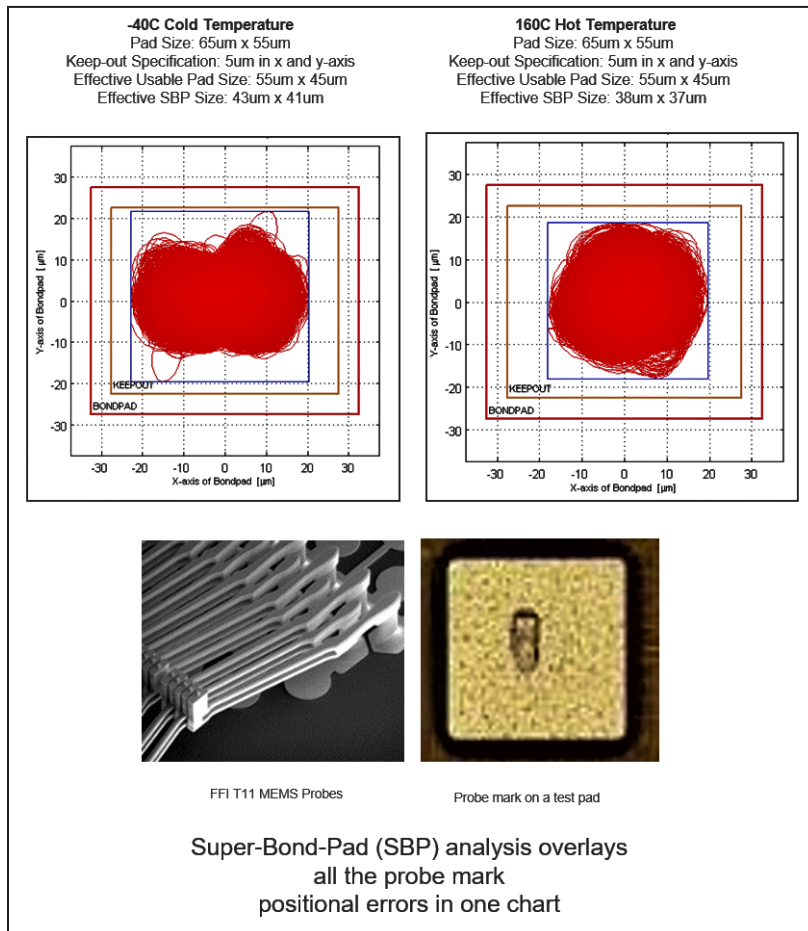 -40C Cold Temperature
Pad Size: 65um x 55um
Keep-out Specification: 5um in x and y-axis
Effective Usable Pad Size: 55um x 45um
Effective SBP Size: 43um x 41um
160C Hot Temperature
Pad Size: 65um x 55um
Keep-out Specification: 5um in x and y-axis
Effective Usable Pad Size: 55um x 45um
Effective SBP Size: 38um x 37um
Y-axis of Bondpad [µm]
30
20
10
0
-10
-20
-30
KEEPOUT
BONDPAD
-30 -20 -10 0 10 20 30
X-axis of Bondpad [µm]
Y-axis of Bondpad [µm]
30
20
10
0
-10
-20
-30
KEEPOUT
BONDPAD
-30 -20 -10 0 10 20 30
X-axis of Bondpad [µm]
FFI T11 MEMS Probes
Probe mark on a test pad
Super-Bond-Pad (SBP) analysis overlays
all the probe mark
positional errors in one chart